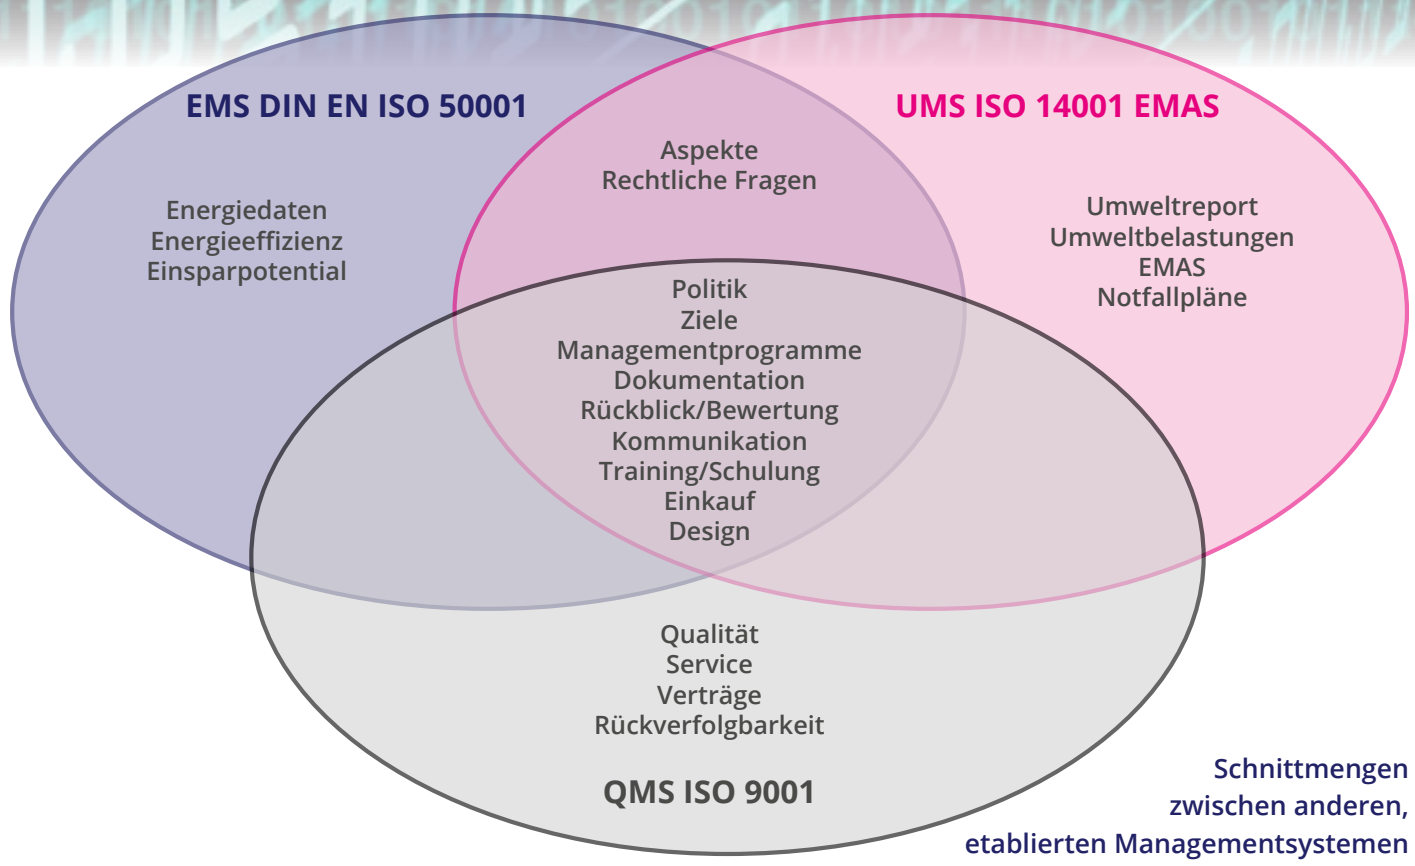 EMS DIN EN ISO 50001
UMS ISO 14001 EMAS
Aspekte
Rechtliche Fragen
Energiedaten
Energieeffizienz
Einsparpotential
Umweltreport
Umweltbelastungen
EMAS
Notfallpläne
Politik
Ziele
Managementprogramme
Dokumentation
Rückblick/Bewertung
Kommunikation
Training/Schulung
Einkauf
Design
Qualität
Service
Verträge
Rückverfolgbarkeit
QMS ISO 9001
Schnittmengen
zwischen anderen,
etablierten Managementsystemen